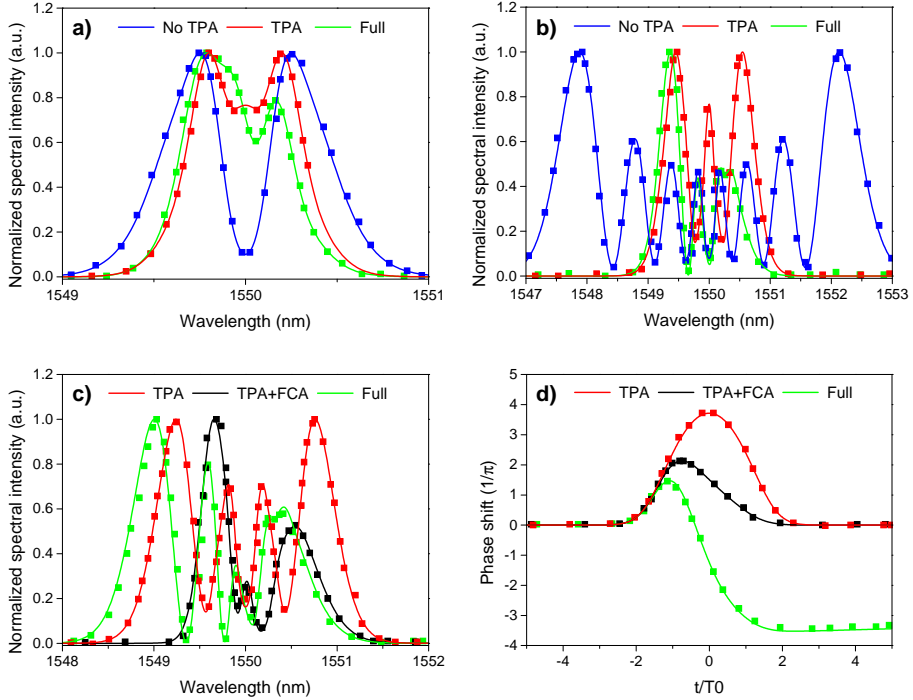 a)
No TPA TPA Full
Normalized spectral intensity (a.u.)
1.2
1.0
0.8
0.6
0.4
0.2
0.0
1549 1550 1551
Wavelength (nm)
b)
No TPA TPA Full
Normalized spectral intensity (a.u.)
1.2
1.0
0.8
0.6
0.4
0.2
0.0
1547 1548 1549 1550 1551 1552 1553
Wavelength (nm)
c)
TPA TPA+FCA Full
Normalized spectral intensity (a.u.)
1.2
1.0
0.8
0.6
0.4
0.2
0.0
1548 1549 1550 1551 1552
Wavelength (nm)
d)
TPA TPA+FCA Full
Phase shift (1/π)
5
4
3
2
1
0
-1
-2
-3
-4
-4 -2 0 2 4
t/T0